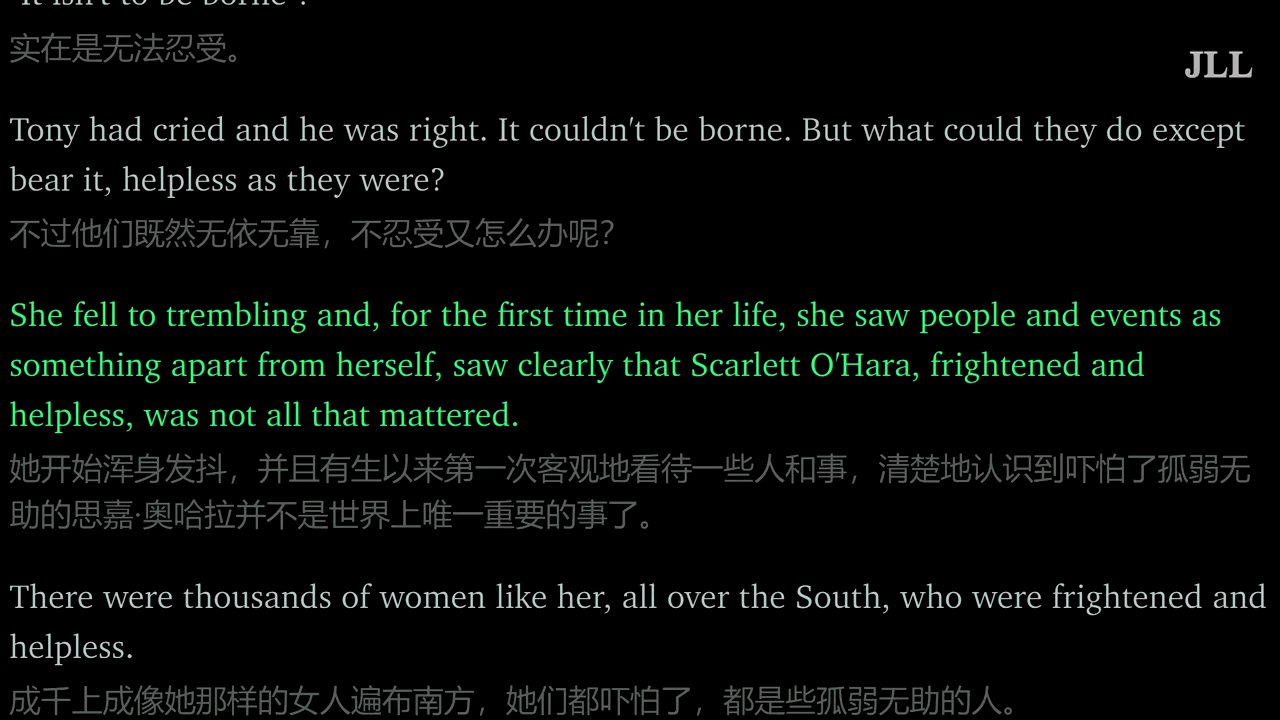 "It isn't to be borne".
实在是无法忍受。
JLL
Tony had cried and he was right. It couldn't be borne. But what could they do except
bear it, helpless as they were?
不过他们既然无依无靠，不忍受又怎么办呢？
She fell to trembling and, for the first time in her life, she saw people and events as
something apart from herself, saw clearly that Scarlett O'Hara, frightened and
helpless, was not all that mattered.
她开始浑身发抖，并且有生以来第一次客观地看待一些人和事，清楚地认识到吓怕了孤弱无
助的思嘉·奥哈拉并不是世界上唯一重要的事了。
There were thousands of women like her, all over the South, who were frightened and
helpless.
成千上成像她那样的女人遍布南方，她们都吓怕了，都是些孤弱无助的人。